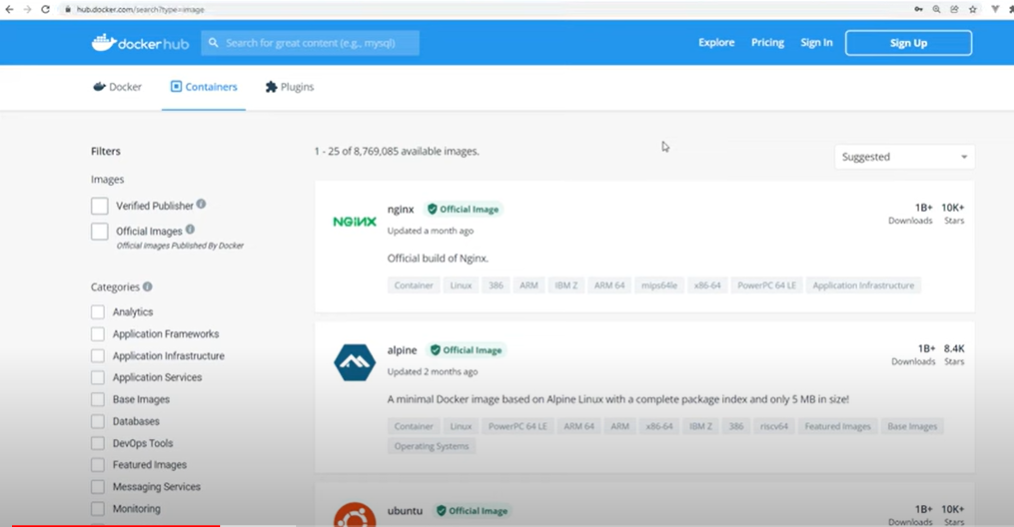 hub.docker.com/search?type=image
dockerhub
Search for great content (e.g., mysql)
Explore
Pricing
Sign In
Sign Up
Docker
Containers
Plugins
Filters
Images
Verified Publisher
Official Images
Official Images Published By Docker
Categories
Analytics
Application Frameworks
Application Infrastructure
Application Services
Base Images
Databases
DevOps Tools
Featured Images
Messaging Services
Monitoring
1 - 25 of 8,769,085 available images.
Suggested
NGINX
nginx Official Image
Updated a month ago
1B+ 10K+
Downloads Stars
Official build of Nginx.
Container Linux 386 ARM IBM Z ARM 64 mips64le x86-64 PowerPC 64 LE Application Infrastructure
alpine Official Image
Updated 2 months ago
1B+ 8.4K
Downloads Stars
A minimal Docker image based on Alpine Linux with a complete package index and only 5 MB in size!
Container Linux PowerPC 64 LE ARM 64 ARM x86-64 IBM Z 386 riscv64 Featured Images Base Images
Operating Systems
ubuntu Official Image
1B+ 10K+
Downloads Stars